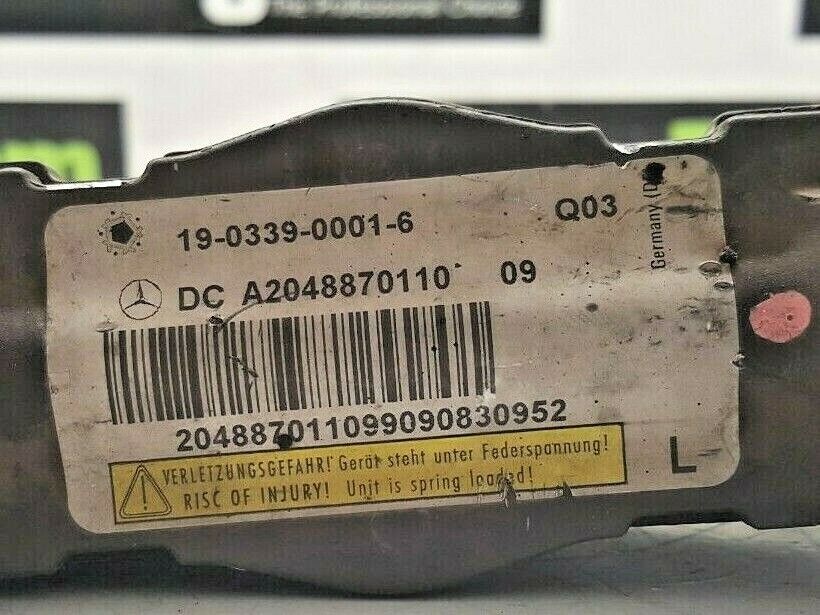 19-0339-0001-6
Q03
Germany (D
DC A2048870110 09
204887011099090830952
VERLETZUNGSGEFAHR! Gerät steht unter Federspannung!
RISC OF INJURY! Unit is spring loaded!
L